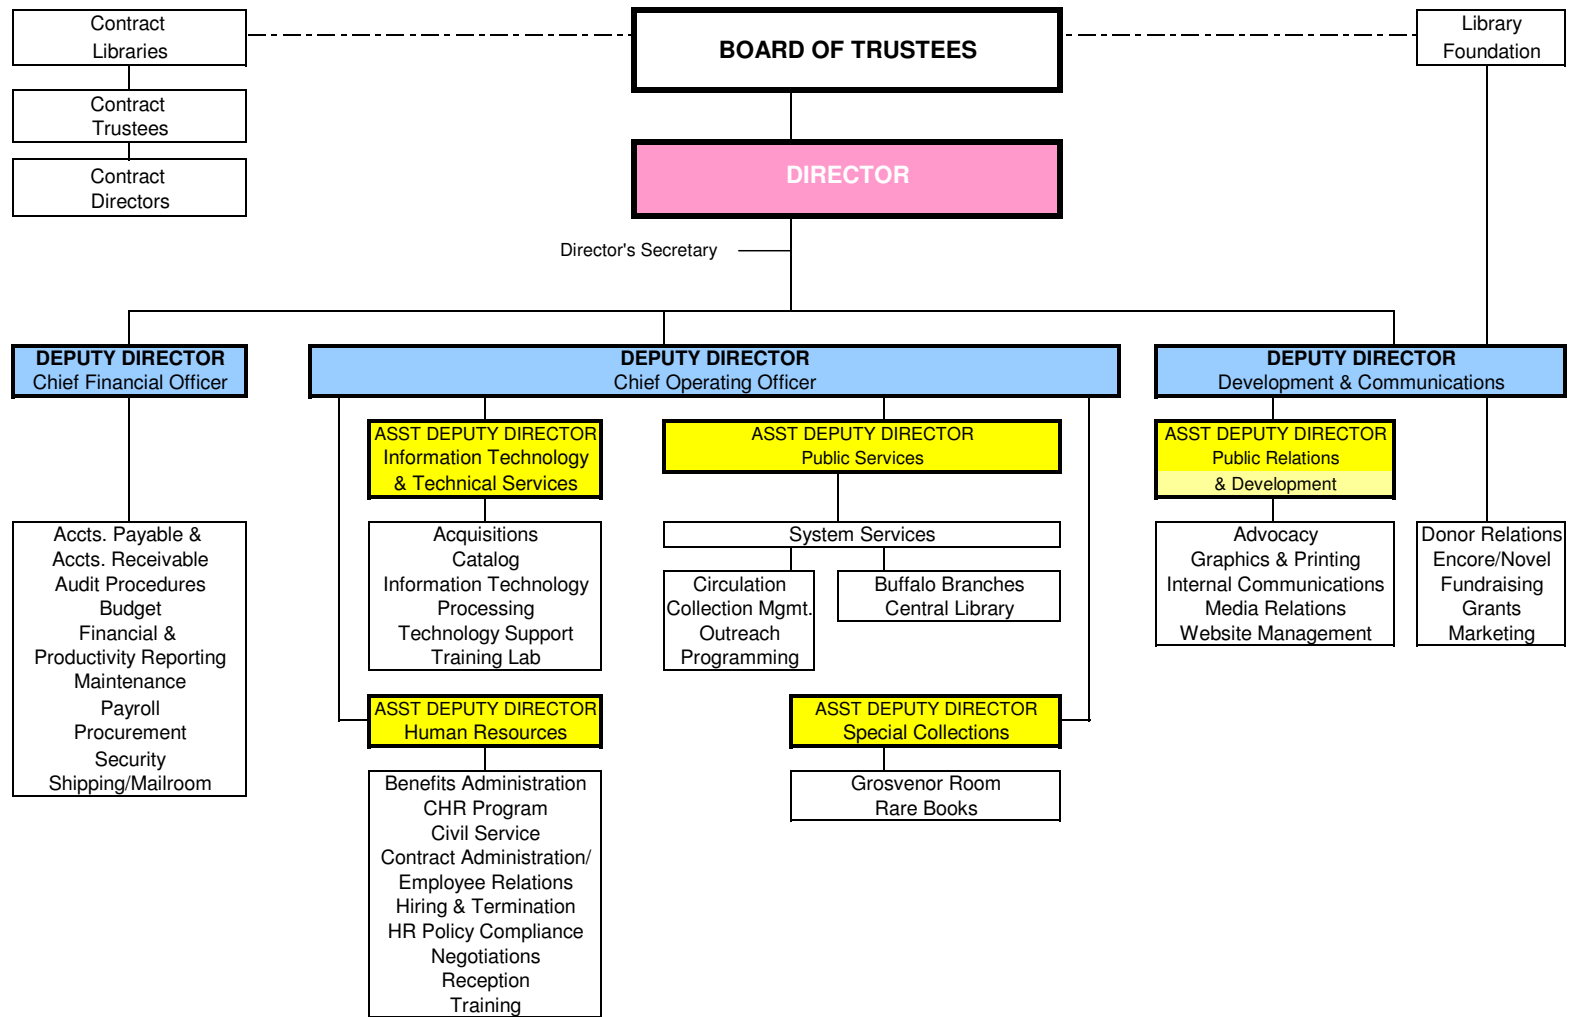 Contract
Libraries
BOARD OF TRUSTEES
Library
Foundation
Contract
Trustees
Contract
Directors
DIRECTOR
Director's Secretary
DEPUTY DIRECTOR
Chief Financial Officer
DEPUTY DIRECTOR
Chief Operating Officer
DEPUTY DIRECTOR
Development & Communications
ASST DEPUTY DIRECTOR
Information Technology
& Technical Services
ASST DEPUTY DIRECTOR
Public Services
ASST DEPUTY DIRECTOR
Public Relations
& Development
Accts. Payable &
Accts. Receivable
Audit Procedures
Budget
Financial &
Productivity Reporting
Maintenance
Payroll
Procurement
Security
Shipping/Mailroom
Acquisitions
Catalog
Information Technology
Processing
Technology Support
Training Lab
System Services
Circulation
Collection Mgmt.
Outreach
Programming
Buffalo Branches
Central Library
Advocacy
Graphics & Printing
Internal Communications
Media Relations
Website Management
Donor Relations
Encore/Novel
Fundraising
Grants
Marketing
ASST DEPUTY DIRECTOR
Human Resources
ASST DEPUTY DIRECTOR
Special Collections
Benefits Administration
CHR Program
Civil Service
Contract Administration/
Employee Relations
Hiring & Termination
HR Policy Compliance
Negotiations
Reception
Training
Grosvenor Room
Rare Books